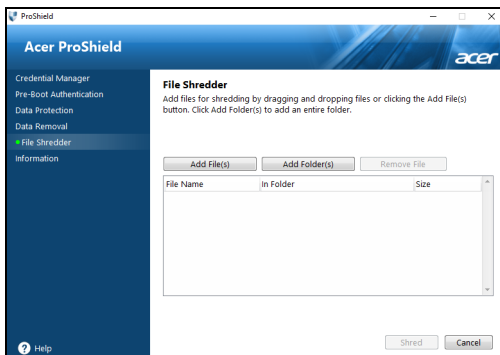 ProShield
Acer ProShield
acer
Credential Manager
Pre-Boot Authentication
Data Protection
Data Removal
File Shredder
Information
File Shredder
Add files for shredding by dragging and dropping files or clicking the Add File(s)
button. Click Add Folder(s) to add an entire folder.
Add File(s) Add Folder(s) Remove File
File Name In Folder Size
Shred Cancel
? Help